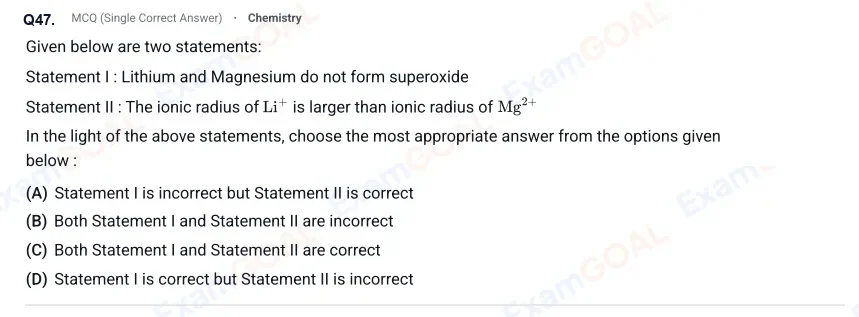 Q47. MCQ (Single Correct Answer) · Chemistry
Given below are two statements:
Statement I : Lithium and Magnesium do not form superoxide
Statement II : The ionic radius of Li⁺ is larger than ionic radius of Mg²⁺
In the light of the above statements, choose the most appropriate answer from the options given
below :
(A) Statement I is incorrect but Statement II is correct
(B) Both Statement I and Statement II are incorrect
(C) Both Statement I and Statement II are correct
(D) Statement I is correct but Statement II is incorrect
ExamGOAL